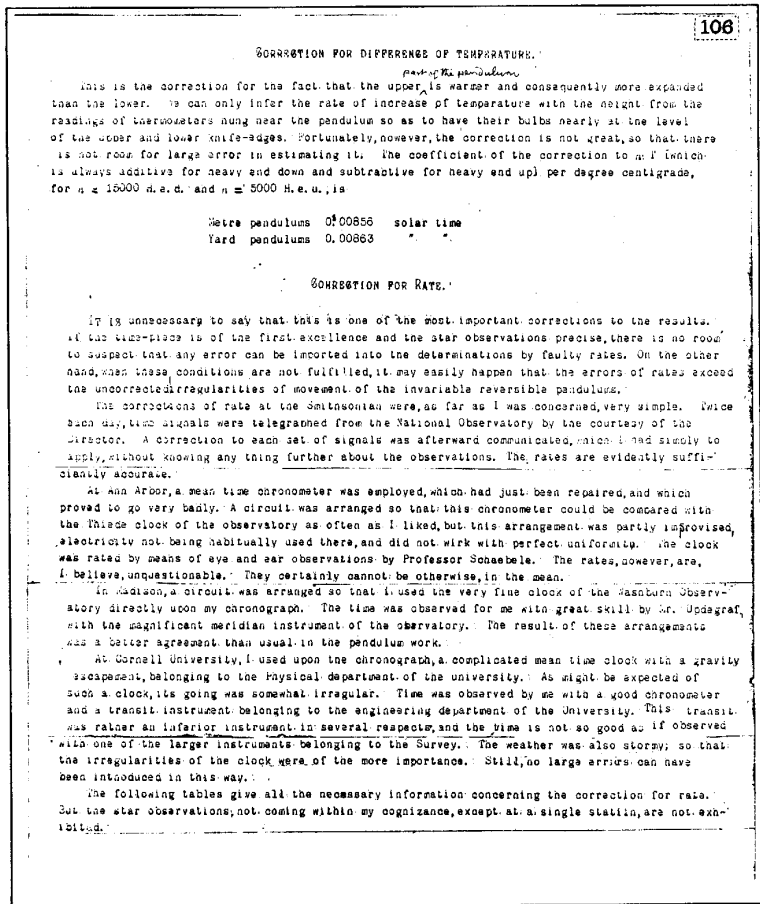 106
CORRECTION FOR DIFFERENCE OF TEMPERATURE.
part of the pendulum
This is the correction for the fact that the upper is warmer and consequently more expanded
than the lower. We can only infer the rate of increase pf temperature with the height from the
readings of thermometers hung near the pendulum so as to have their bulbs nearly at the level
of the upper and lower knife-edges. Fortunately, however, the correction is not great, so that there
is not room for large error in estimating it. The coefficient of the correction to n.T (which
is always additive for heavy end down and subtractive for heavy end up) per degree centigrade,
for n = 15000 H.e.d. and n = 5000 H.e.u., is
Metre pendulums 0.00856 solar time
Yard pendulums 0.00863 " "
CORRECTION FOR RATE.
It is unnecessary to say that this is one of the most important corrections to the results.
If the time-piece is of the first excellence and the star observations precise, there is no room
to suspect that any error can be imported into the determinations by faulty rates. On the other
hand, when these conditions are not fulfilled, it may easily happen that the errors of rates exceed
the uncorrected irregularities of movement of the invariable reversible pendulums.
The corrections of rate at the Smithsonian were, as far as I was concerned, very simple. Twice
each day, time signals were telegraphed from the National Observatory by the courtesy of the
Director. A correction to each set of signals was afterward communicated, which I had simply to
apply, without knowing any thing further about the observations. The rates are evidently suffi-
ciantly accurate.
At Ann Arbor, a mean time chronometer was employed, which had just been repaired, and which
proved to go very badly. A circuit was arranged so that this chronometer could be compared with
the Thiede clock of the observatory as often as I liked, but this arrangement was partly improvised,
electricity not being habitually used there, and did not wirk with perfect uniformity. The clock
was rated by means of eye and ear observations by Professor Schaebele. The rates, however, are,
I believe, unquestionable. They certainly cannot be otherwise, in the mean.
In Madison, a circuit was arranged so that I used the very fine clock of the Washburn Observ-
atory directly upon my chronograph. The time was observed for me with great skill by Mr. Updegraf,
with the magnificent meridian instrument of the observatory. The result of these arrangements
was a better agreement than usual in the pendulum work.
At Cornell University, I used upon the chronograph, a complicated mean time clock with a gravity
escapement, belonging to the Physical department of the university. As might be expected of
such a clock, its going was somewhat irregular. Time was observed by me with a good chronometer
and a transit instrument belonging to the engineering department of the University. This transit
was rather an inferior instrument in several respects, and the time is not so good as if observed
with one of the larger instruments belonging to the Survey. The weather was also stormy; so that
the irregularities of the clock were of the more importance. Still, no large errors can have
been introduced in this way.
The following tables give all the necessary information concerning the correction for rate.
But the star observations, not coming within my cognizance, except at a single statiin, are not exh-
ibited.